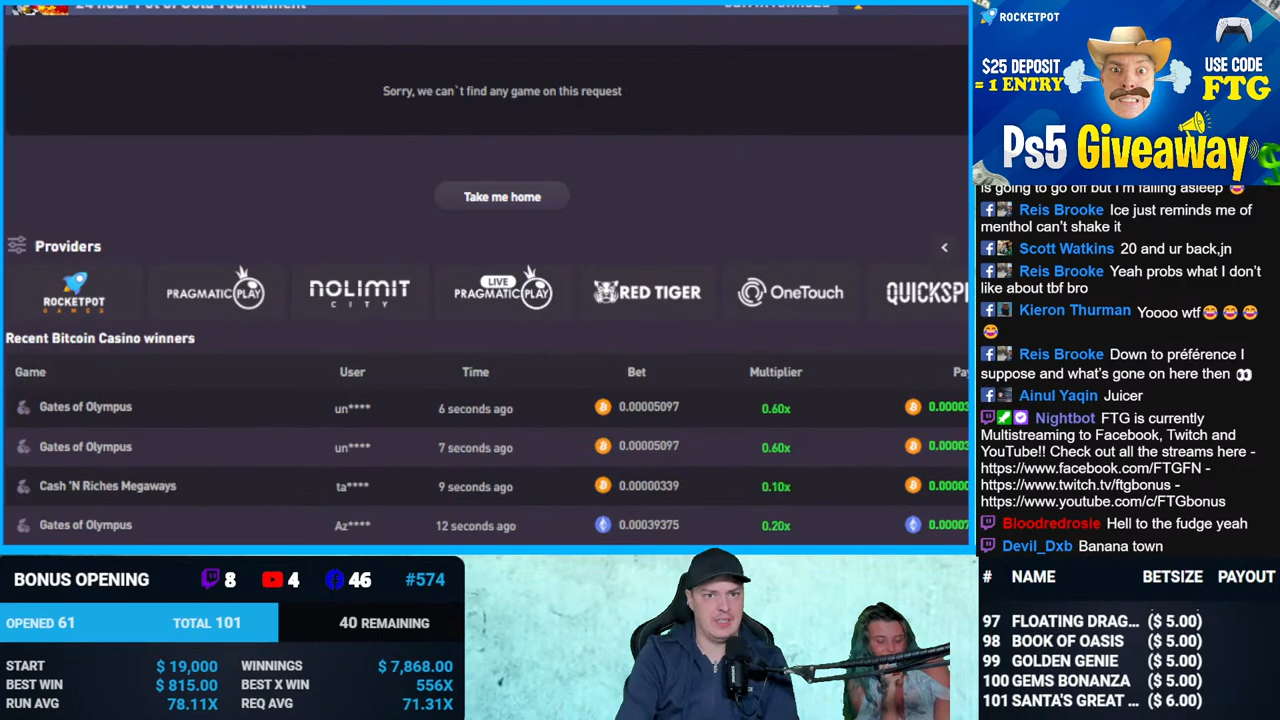 Sorry, we can`t find any game on this request
Take me home
Providers
ROCKETPOT
GAMES
PRAGMATIC PLAY
NOLIMIT
CITY
LIVE
PRAGMATIC PLAY
RED TIGER
OneTouch
QUICKSPI
Recent Bitcoin Casino winners
Game User Time Bet Multiplier Pay
Gates of Olympus un**** 6 seconds ago 0.00005097 0.60x 0.00003
Gates of Olympus un**** 7 seconds ago 0.00005097 0.60x 0.00003
Cash 'N Riches Megaways ta**** 9 seconds ago 0.00000339 0.10x 0.00000
Gates of Olympus Az**** 12 seconds ago 0.00039375 0.20x 0.00007
ROCKETPOT
$25 DEPOSIT
= 1 ENTRY
USE CODE
FTG
Ps5 Giveaway
is going to go off but I'm falling asleep
Reis Brooke Ice just reminds me of
menthol can't shake it
Scott Watkins 20 and ur back,jn
Reis Brooke Yeah probs what I don't
like about tbf bro
Kieron Thurman Yoooo wtf😂😂😂
😂
Reis Brooke Down to préférence I
suppose and what's gone on here then 👀
Ainul Yaqin Juicer
Nightbot FTG is currently
Multistreaming to Facebook, Twitch and
YouTube!! Check out all the streams here -
https://www.facebook.com/FTGFN -
https://www.twitch.tv/ftgbonus -
https://www.youtube.com/c/FTGbonus
Bloodredrosie Hell to the fudge yeah
Devil_Dxb Banana town
BONUS OPENING 8 4 46 #574
OPENED 61 TOTAL 101 40 REMAINING
START $ 19,000 WINNINGS $ 7,868.00
BEST WIN $ 815.00 BEST X WIN 556X
RUN AVG 78.11X REQ AVG 71.31X
# NAME BETSIZE PAYOUT
97 FLOATING DRAG... ($ 5.00)
98 BOOK OF OASIS ($ 5.00)
99 GOLDEN GENIE ($ 5.00)
100 GEMS BONANZA ($ 5.00)
101 SANTA'S GREAT ... ($ 6.00)